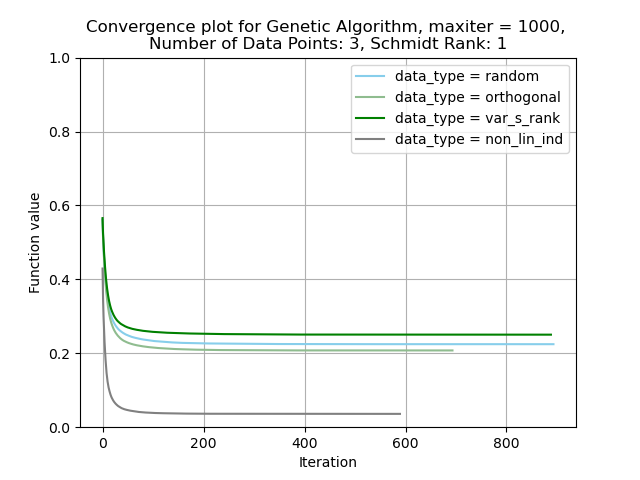 Convergence plot for Genetic Algorithm, maxiter = 1000,
Number of Data Points: 3, Schmidt Rank: 1
data_type = random
data_type = orthogonal
data_type = var_s_rank
data_type = non_lin_ind
Function value
1.0
0.8
0.6
0.4
0.2
0.0
0 200 400 600 800
Iteration